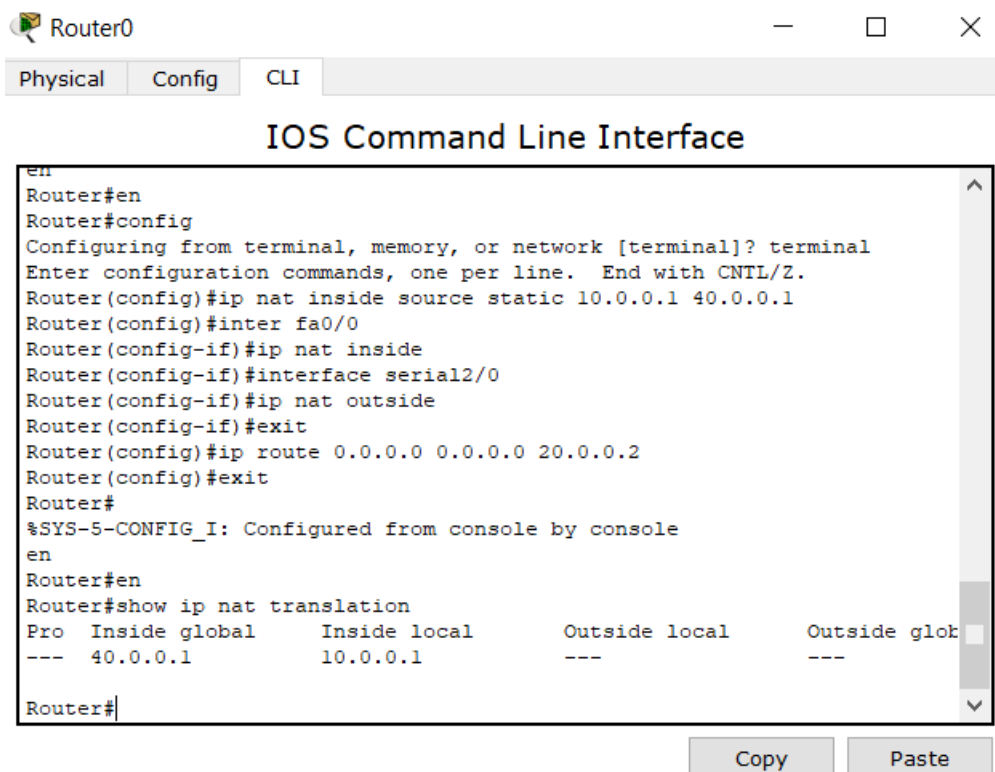 Router0
Physical Config CLI
IOS Command Line Interface
en
Router#en
Router#config
Configuring from terminal, memory, or network [terminal]? terminal
Enter configuration commands, one per line.  End with CNTL/Z.
Router(config)#ip nat inside source static 10.0.0.1 40.0.0.1
Router(config)#inter fa0/0
Router(config-if)#ip nat inside
Router(config-if)#interface serial2/0
Router(config-if)#ip nat outside
Router(config-if)#exit
Router(config)#ip route 0.0.0.0 0.0.0.0 20.0.0.2
Router(config)#exit
Router#
%SYS-5-CONFIG_I: Configured from console by console
en
Router#en
Router#show ip nat translation
Pro  Inside global     Inside local       Outside local      Outside glob
---  40.0.0.1          10.0.0.1           ---                ---
Router#
Copy Paste